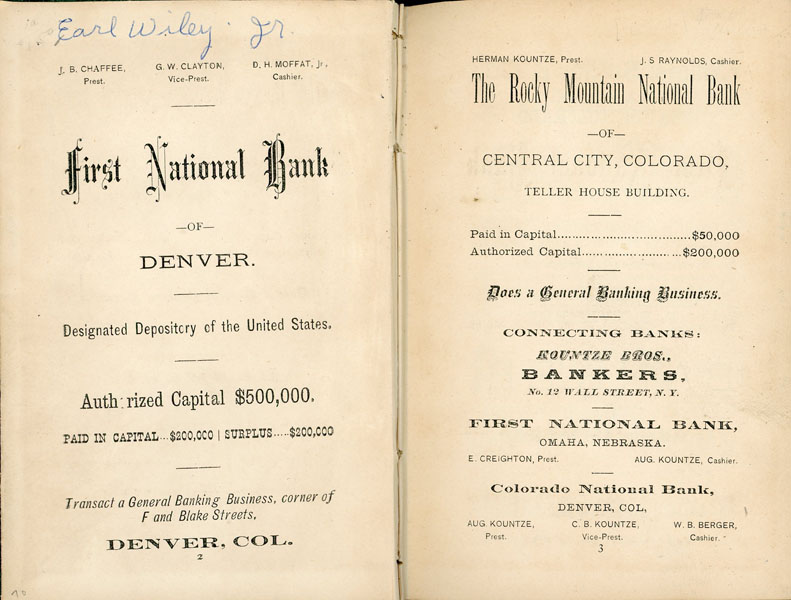 Earl Wiley Jr.
J. B. CHAFFEE, G. W. CLAYTON, D. H. MOFFAT, Jr.,
Prest. Vice-Prest. Cashier.
First National Bank
—OF—
DENVER.
Designated Depository of the United States.
Auth rized Capital $500,000.
PAID IN CAPITAL...$200,000 | SURPLUS....$200,000
Transact a General Banking Business, corner of
F and Blake Streets,
DENVER, COL.
2
HERMAN KOUNTZE, Prest. J. S RAYNOLDS, Cashier.
The Rocky Mountain National Bank
—OF—
CENTRAL CITY, COLORADO,
TELLER HOUSE BUILDING.
Paid in Capital.......................................$50,000
Authorized Capital..........................$200,000
Does a General Banking Business.
CONNECTING BANKS:
KOUNTZE BROS.,
BANKERS,
No. 12 WALL STREET, N. Y.
FIRST NATIONAL BANK,
OMAHA, NEBRASKA.
E. CREIGHTON, Prest. AUG. KOUNTZE, Cashier.
Colorado National Bank,
DENVER, COL,
AUG. KOUNTZE, C. B. KOUNTZE, W. B. BERGER,
Prest. Vice-Prest. Cashier.
3